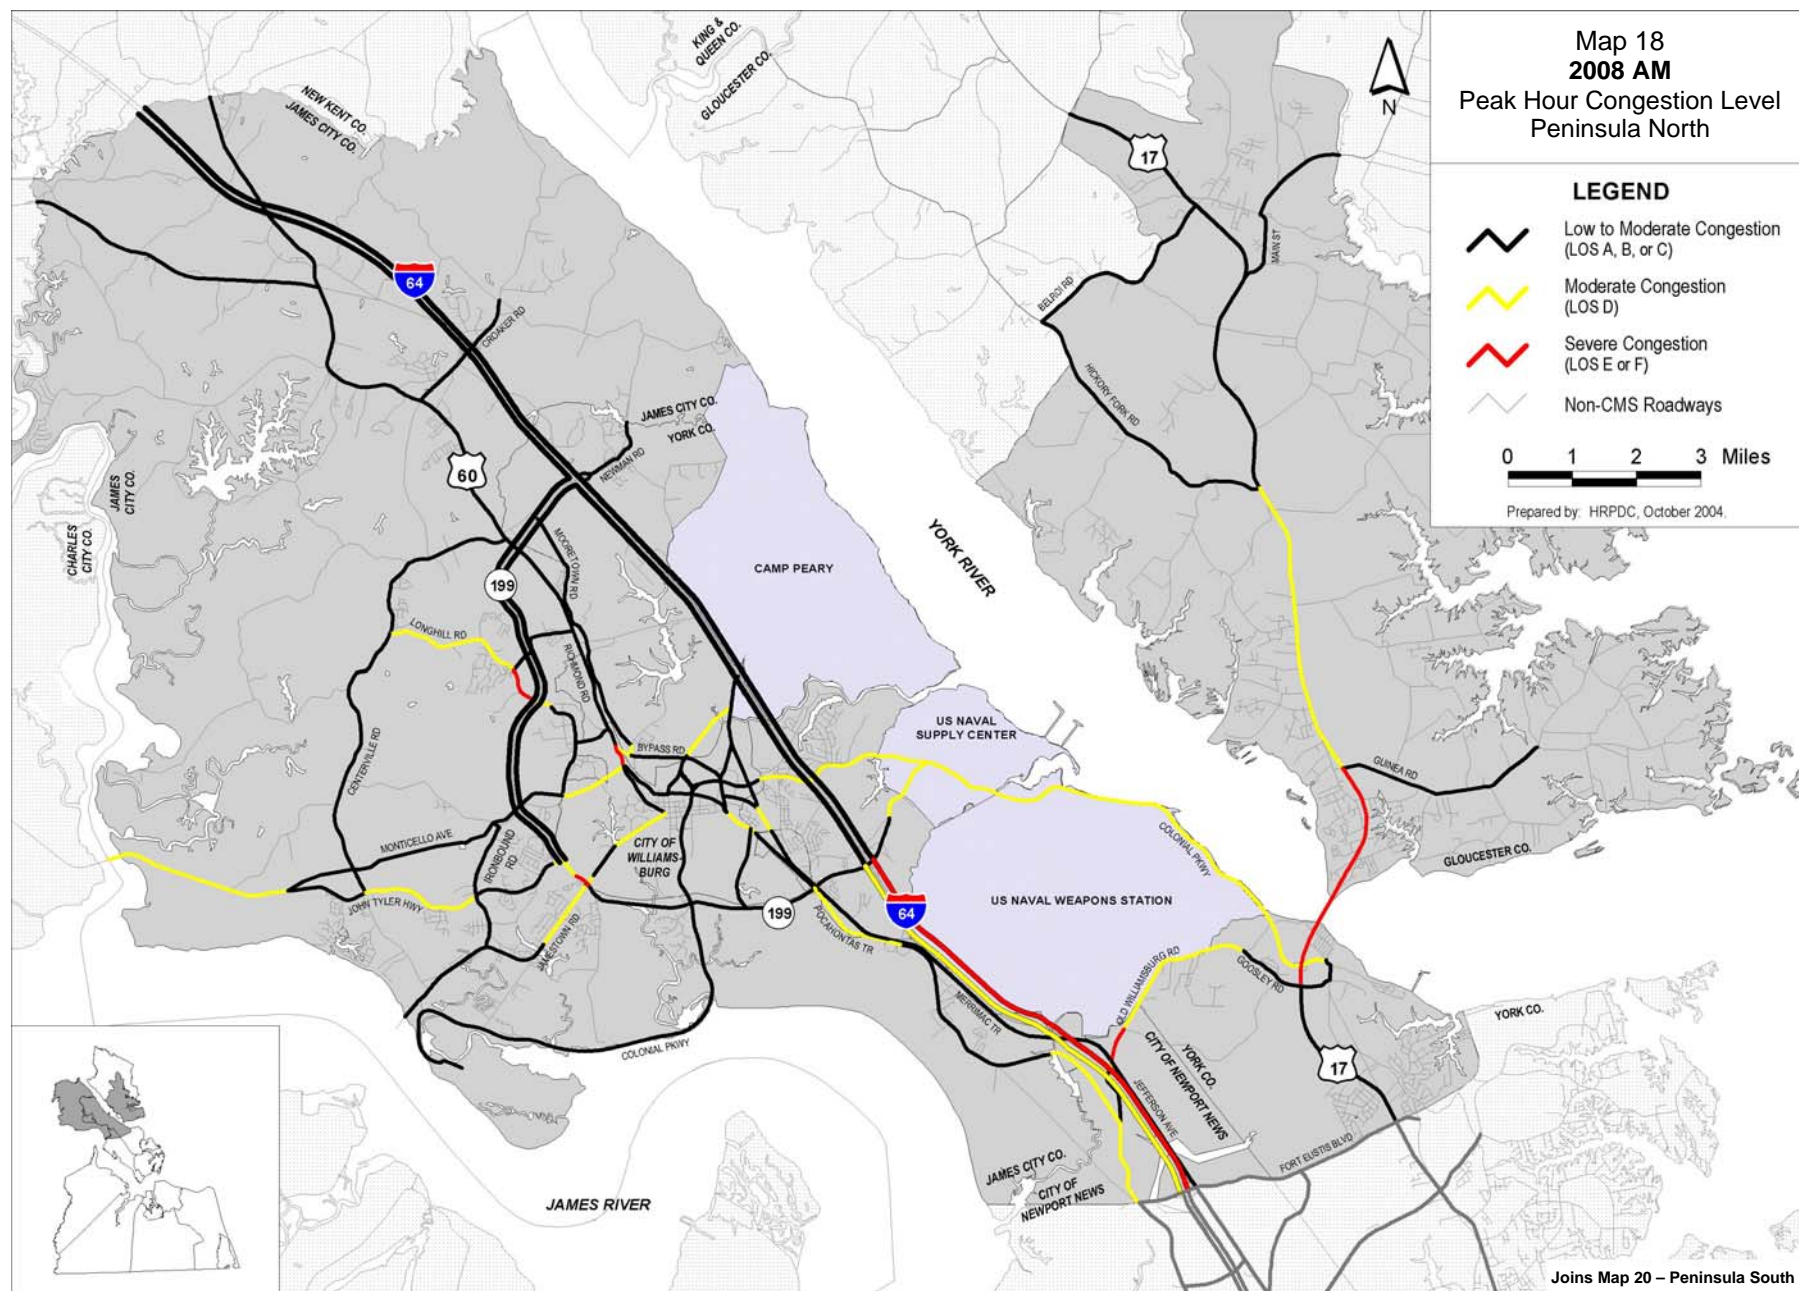 Map 18
2008 AM
Peak Hour Congestion Level
Peninsula North
N
LEGEND
Low to Moderate Congestion
(LOS A, B, or C)
Moderate Congestion
(LOS D)
Severe Congestion
(LOS E or F)
Non-CMS Roadways
0 1 2 3 Miles
Prepared by: HRPDC, October 2004.
KING &
QUEEN CO.
GLOUCESTER CO.
NEW KENT CO.
JAMES CITY CO.
17
MAIN ST
BELROI RD
64
CROAKER RD
HICKORY FORK RD
JAMES CITY CO.
YORK CO.
NEWMAN RD
60
JAMES
CITY CO.
CHARLES
CITY CO.
MOORETOWN RD
CAMP PEARY
YORK RIVER
199
LONGHILL RD
RICHMOND RD
US NAVAL
SUPPLY CENTER
BYPASS RD
CENTERVILLE RD
GUINEA RD
MONTICELLO AVE
IRONBOUND
RD
CITY OF
WILLIAMS-
BURG
COLONIAL PKWY
GLOUCESTER CO.
JOHN TYLER HWY
199
64
US NAVAL WEAPONS STATION
JAMESTOWN RD
POCAHONTAS TR
OLD WILLIAMSBURG RD
GOOSLEY RD
MERRIMAC TR
YORK CO.
COLONIAL PKWY
YORK CO.
CITY OF NEWPORT NEWS
17
JEFFERSON AVE
FORT EUSTIS BLVD
JAMES CITY CO.
CITY OF
NEWPORT NEWS
JAMES RIVER
Joins Map 20 – Peninsula South